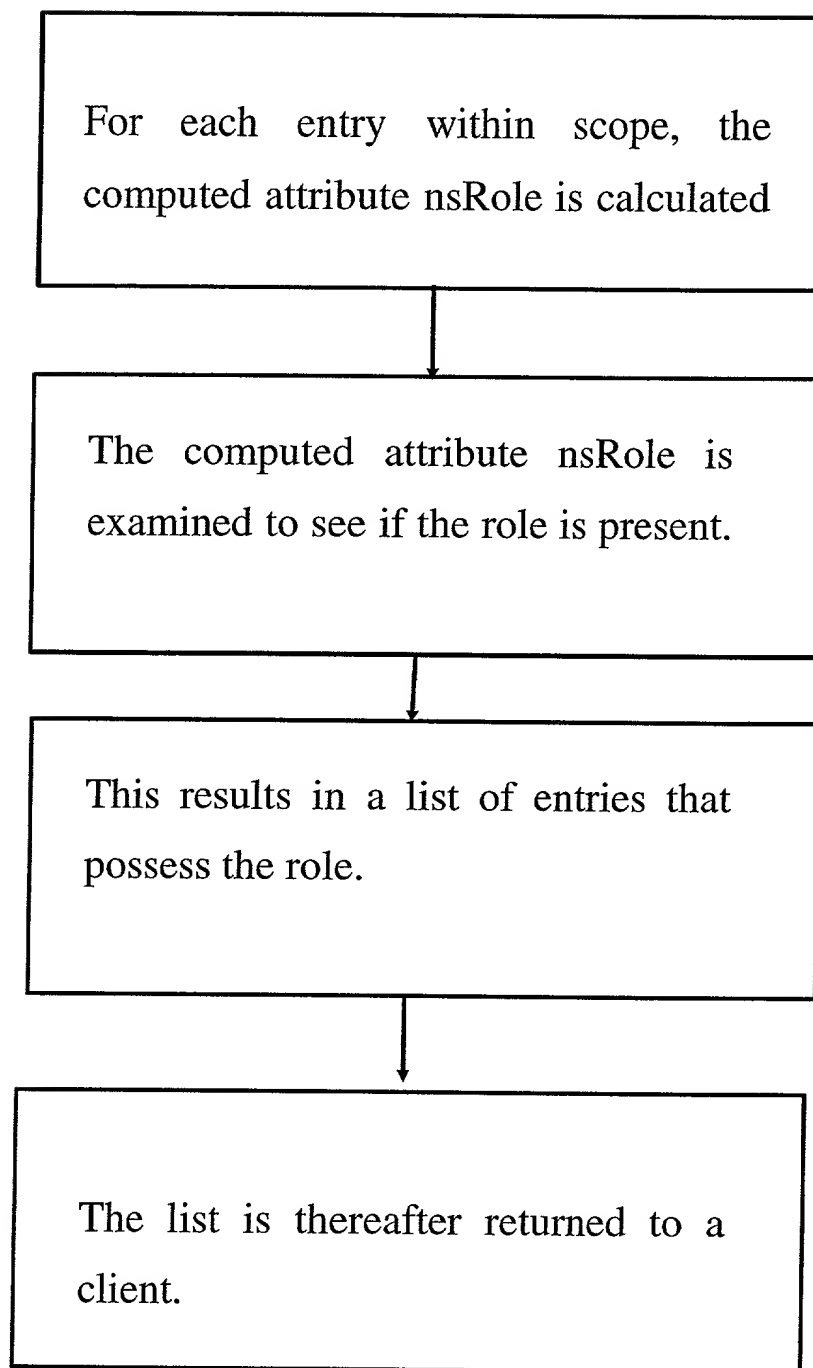 For each entry within scope, the
computed attribute nsRole is calculated
The computed attribute nsRole is
examined to see if the role is present.
This results in a list of entries that
possess the role.
The list is thereafter returned to a
client.